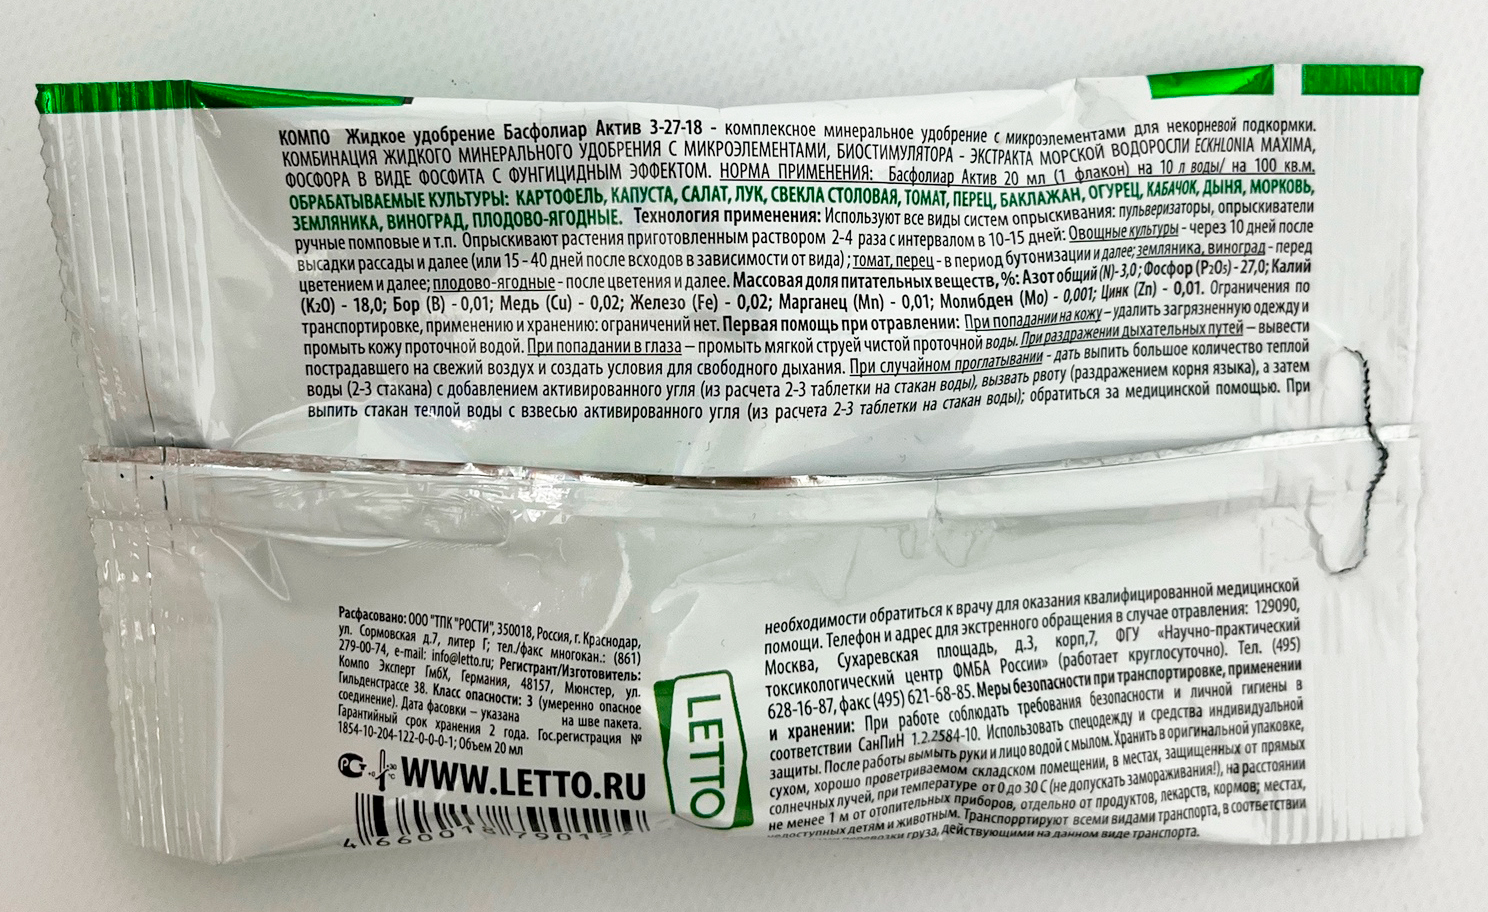 КОМПО Жидкое удобрение Басфолиар Актив 3-27-18 - комплексное минеральное удобрение с микроэлементами для некорневой подкормки.
КОМБИНАЦИЯ ЖИДКОГО МИНЕРАЛЬНОГО УДОБРЕНИЯ С МИКРОЭЛЕМЕНТАМИ, БИОСТИМУЛЯТОРА - ЭКСТРАКТА МОРСКОЙ ВОДОРОСЛИ ECKHLONIA MAXIMA,
ФОСФОРА В ВИДЕ ФОСФИТА С ФУНГИЦИДНЫМ ЭФФЕКТОМ. НОРМА ПРИМЕНЕНИЯ: Басфолиар Актив 20 мл (1 флакон) на 10 л воды/ на 100 кв.м.
ОБРАБАТЫВАЕМЫЕ КУЛЬТУРЫ: КАРТОФЕЛЬ, КАПУСТА, САЛАТ, ЛУК, СВЕКЛА СТОЛОВАЯ, ТОМАТ, ПЕРЕЦ, БАКЛАЖАН, ОГУРЕЦ, КАБАЧОК, ДЫНЯ, МОРКОВЬ,
ЗЕМЛЯНИКА, ВИНОГРАД, ПЛОДОВО-ЯГОДНЫЕ. Технология применения: Используют все виды систем опрыскивания: пульверизаторы, опрыскиватели
ручные помповые и т.п. Опрыскивают растения приготовленным раствором 2-4 раза с интервалом в 10-15 дней: Овощные культуры - через 10 дней после
высадки рассады и далее (или 15 - 40 дней после всходов в зависимости от вида) ; томат, перец - в период бутонизации и далее; земляника, виноград - перед
цветением и далее; плодово-ягодные - после цветения и далее. Массовая доля питательных веществ, %: Азот общий (N)- 3,0 ; Фосфор (P2O5) - 27,0; Калий
(K2O) - 18,0; Бор (B) - 0,01; Медь (Cu) - 0,02; Железо (Fe) - 0,02; Марганец (Mn) - 0,01; Молибден (Mo) - 0,001; Цинк (Zn) - 0,01. Ограничения по
транспортировке, применению и хранению: ограничений нет. Первая помощь при отравлении: При попадании на кожу – удалить загрязненную одежду и
промыть кожу проточной водой. При попадании в глаза – промыть мягкой струей чистой проточной воды. При раздражении дыхательных путей – вывести
пострадавшего на свежий воздух и создать условия для свободного дыхания. При случайном проглатывании - дать выпить большое количество теплой
воды (2-3 стакана) с добавлением активированного угля (из расчета 2-3 таблетки на стакан воды), вызвать рвоту (раздражением корня языка), а затем
выпить стакан теплой воды с взвесью активированного угля (из расчета 2-3 таблетки на стакан воды); обратиться за медицинской помощью. При
необходимости обратиться к врачу для оказания квалифицированной медицинской
помощи. Телефон и адрес для экстренного обращения в случае отравления: 129090,
Москва, Сухаревская площадь, д.3, корп,7, ФГУ «Научно-практический
токсикологический центр ФМБА России» (работает круглосуточно). Тел. (495)
628-16-87, факс (495) 621-68-85. Меры безопасности при транспортировке, применении
и хранении: При работе соблюдать требования безопасности и личной гигиены в
соответствии СанПиН 1.2.2584-10. Использовать спецодежду и средства индивидуальной
защиты. После работы вымыть руки и лицо водой с мылом. Хранить в оригинальной упаковке,
сухом, хорошо проветриваемом складском помещении, в местах, защищенных от прямых
солнечных лучей, при температуре от 0 до 30 С (не допускать замораживания!), на расстоянии
не менее 1 м от отопительных приборов, отдельно от продуктов, лекарств, кормов; местах,
недоступных детям и животным. Транспорртируют всеми видами транспорта, в соответствии
перевозки груза, действующими на данном виде транспорта.
Расфасовано: ООО "ТПК "РОСТИ", 350018, Россия, г. Краснодар,
ул. Сормовская д.7, литер Г; тел./факс многокан.: (861)
279-00-74, e-mail: info@letto.ru; Регистрант/Изготовитель:
Компо Эксперт ГмбХ, Германия, 48157, Мюнстер, ул.
Гильденстрассе 38. Класс опасности: 3 (умеренно опасное
соединение). Дата фасовки – указана на шве пакета.
Гарантийный срок хранения 2 года. Гос.регистрация №
1854-10-204-122-0-0-0-1; Объем 20 мл
WWW.LETTO.RU
LETTO